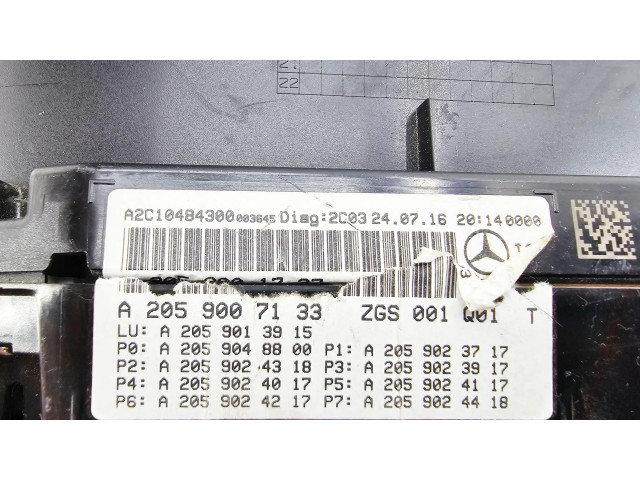 22
A2C10484300 003645 Diag:2C03 24.07.16 20:14 0000
A 205 900 71 33 ZGS 001 Q01 T
LU: A 205 901 39 15
P0: A 205 904 88 00 P1: A 205 902 37 17
P2: A 205 902 43 18 P3: A 205 902 39 17
P4: A 205 902 40 17 P5: A 205 902 41 17
P6: A 205 902 42 17 P7: A 205 902 44 18